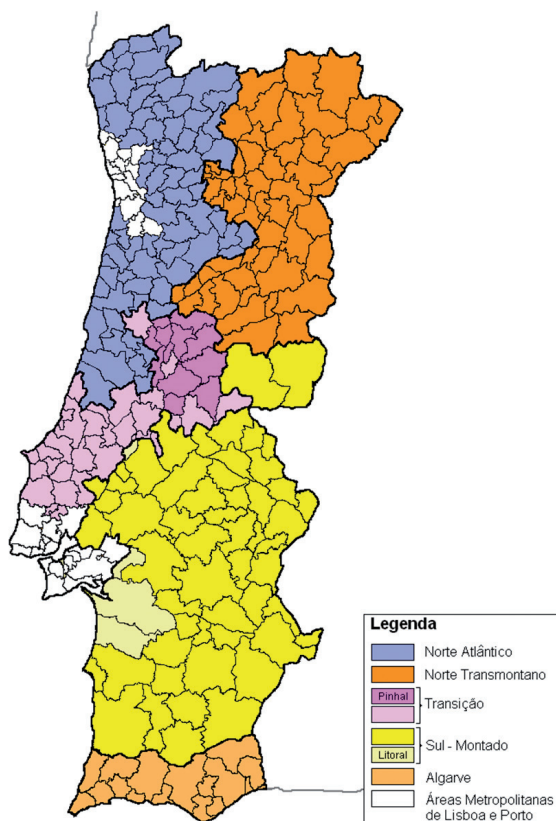 Legenda
Norte Atlântico
Norte Transmontano
Pinhal
Transição
Sul - Montado
Litoral
Algarve
Áreas Metropolitanas
de Lisboa e Porto